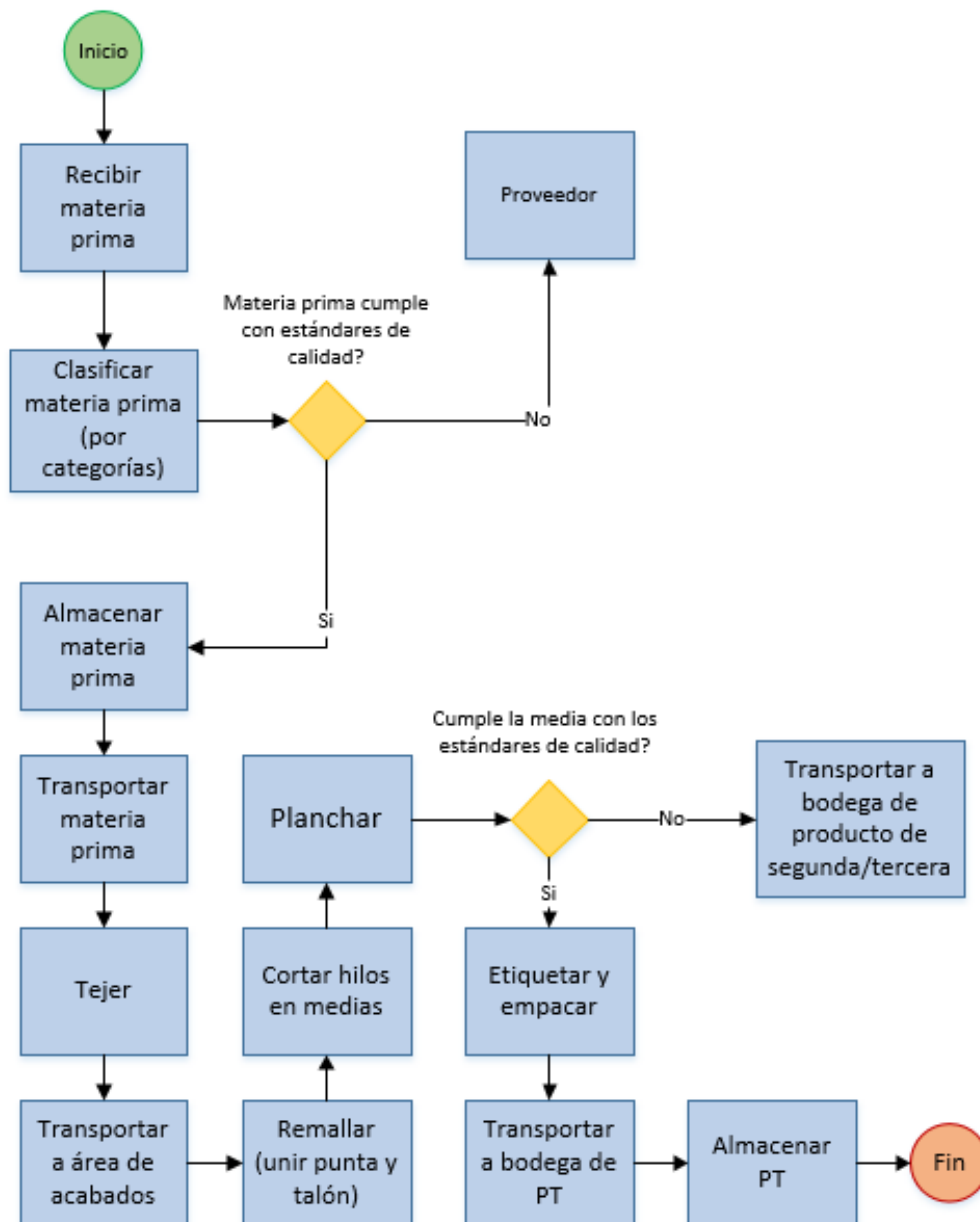 Inicio
Recibir
materia
prima
Proveedor
Materia prima cumple
con estándares de
calidad?
Clasificar
materia prima
(por
categorías)
No
Si
Almacenar
materia
prima
Cumple la media con los
estándares de calidad?
Transportar
materia
prima
Planchar
No
Transportar a
bodega de
producto de
segunda/tercera
Si
Tejer
Cortar hilos
en medias
Etiquetar y
empacar
Transportar
a área de
acabados
Remallar
(unir punta y
talón)
Transportar
a bodega de
PT
Almacenar
PT
Fin